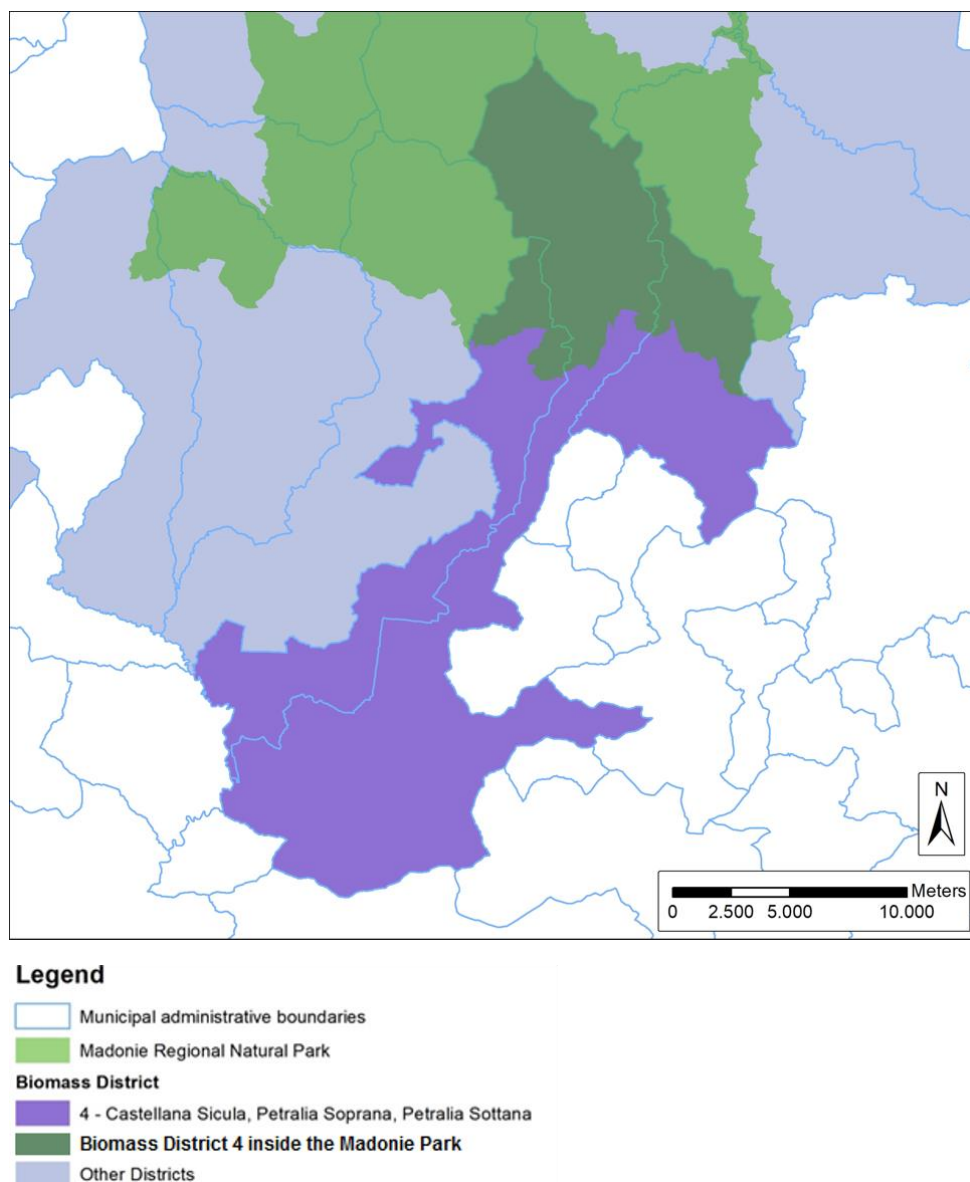 N
Meters
0 2.500 5.000 10.000
Legend
Municipal administrative boundaries
Madonie Regional Natural Park
Biomass District
4 - Castellana Sicula, Petralia Soprana, Petralia Sottana
Biomass District 4 inside the Madonie Park
Other Districts